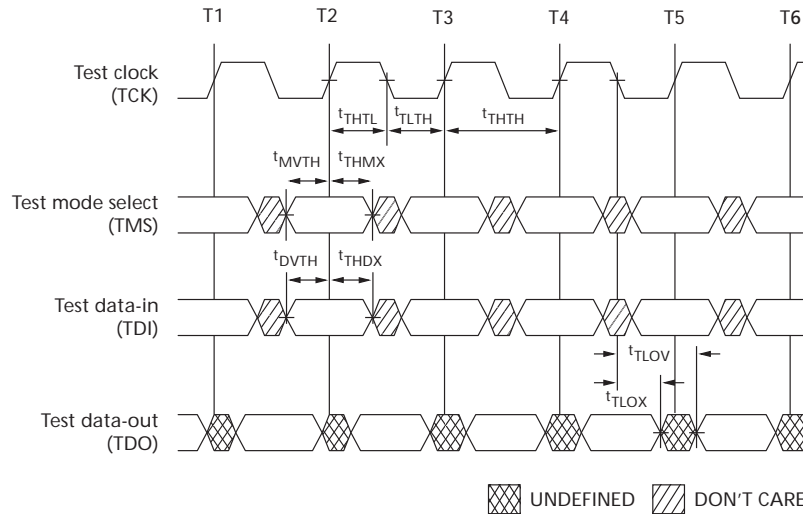 T1 T2 T3 T4 T5 T6
Test clock
(TCK)
tTHTL tTLTH tTHTH
tMVTH tTHMX
Test mode select
(TMS)
tDVTH tTHDX
Test data-in
(TDI)
tTLOV
tTLOX
Test data-out
(TDO)
UNDEFINED DON'T CARE